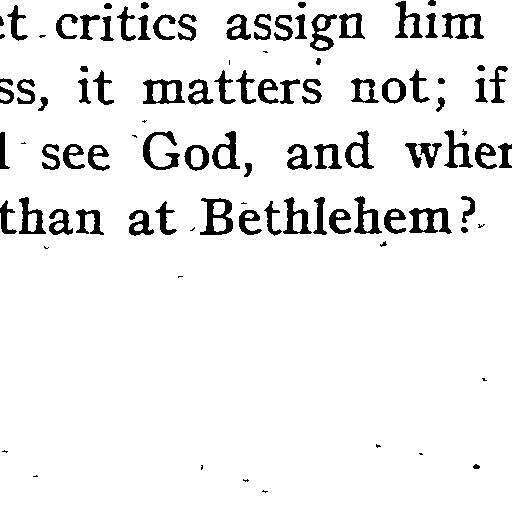 et critics assign him
ss, it matters not; if
l see God, and wher
than at Bethlehem?